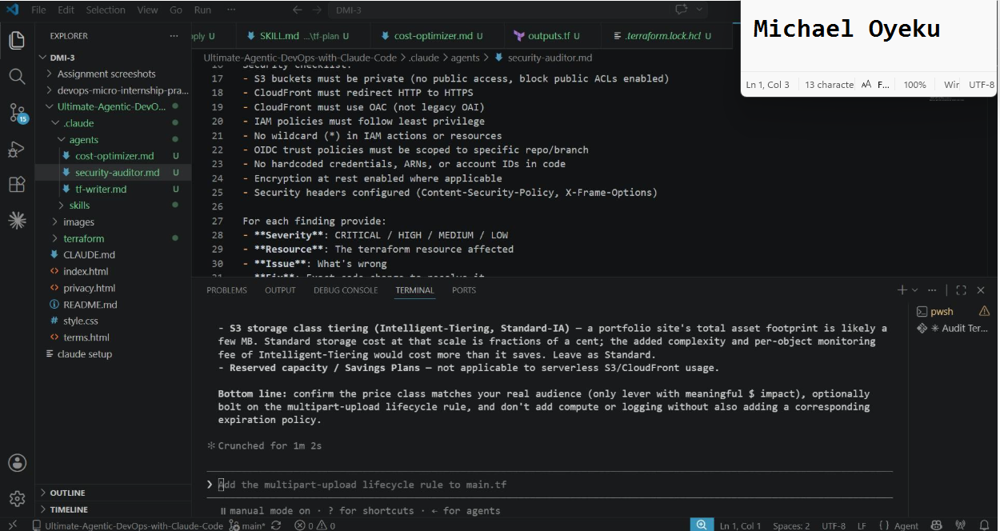 File Edit Selection View Go Run ··· ← → DMI-3
Michael Oyeku
Ln 1, Col 3 13 characte AA F... 100% Wir UTF-8
EXPLORER ···
DMI-3
Assignment screeshots
devops-micro-internship-pra...
Ultimate-Agentic-DevO...
.claude
agents
cost-optimizer.md U
security-auditor.md U
tf-writer.md U
skills
images
terraform
CLAUDE.md
index.html
privacy.html
README.md
style.css
terms.html
claude setup
OUTLINE
TIMELINE
15
pply U SKILL.md ...\tf-plan U cost-optimizer.md U outputs.tf U .terraform.lock.hcl U
Ultimate-Agentic-DevOps-with-Claude-Code > .claude > agents > security-auditor.md
16 Security checklist:
17 - S3 buckets must be private (no public access, block public ACLs enabled)
18 - CloudFront must redirect HTTP to HTTPS
19 - CloudFront must use OAC (not legacy OAI)
20 - IAM policies must follow least privilege
21 - No wildcard (*) in IAM actions or resources
22 - OIDC trust policies must be scoped to specific repo/branch
23 - No hardcoded credentials, ARNs, or account IDs in code
24 - Encryption at rest enabled where applicable
25 - Security headers configured (Content-Security-Policy, X-Frame-Options)
26
27 For each finding provide:
28 - **Severity**: CRITICAL / HIGH / MEDIUM / LOW
29 - **Resource**: The terraform resource affected
30 - **Issue**: What's wrong
31 - **Fix**: Exact code change to resolve it
PROBLEMS OUTPUT DEBUG CONSOLE TERMINAL PORTS
pwsh
Audit Ter...
- S3 storage class tiering (Intelligent-Tiering, Standard-IA) — a portfolio site's total asset footprint is likely a
few MB. Standard storage cost at that scale is fractions of a cent; the added complexity and per-object monitoring
fee of Intelligent-Tiering would cost more than it saves. Leave as Standard.
- Reserved capacity / Savings Plans — not applicable to serverless S3/CloudFront usage.
Bottom line: confirm the price class matches your real audience (only lever with meaningful $ impact), optionally
bolt on the multipart-upload lifecycle rule, and don't add compute or logging without also adding a corresponding
expiration policy.
Crunched for 1m 2s
❯ Add the multipart-upload lifecycle rule to main.tf
manual mode on · ? for shortcuts · ← for agents
Ultimate-Agentic-DevOps-with-Claude-Code main* 0 0 Ln 1, Col 1 Spaces: 2 UTF-8 LF { } Agent